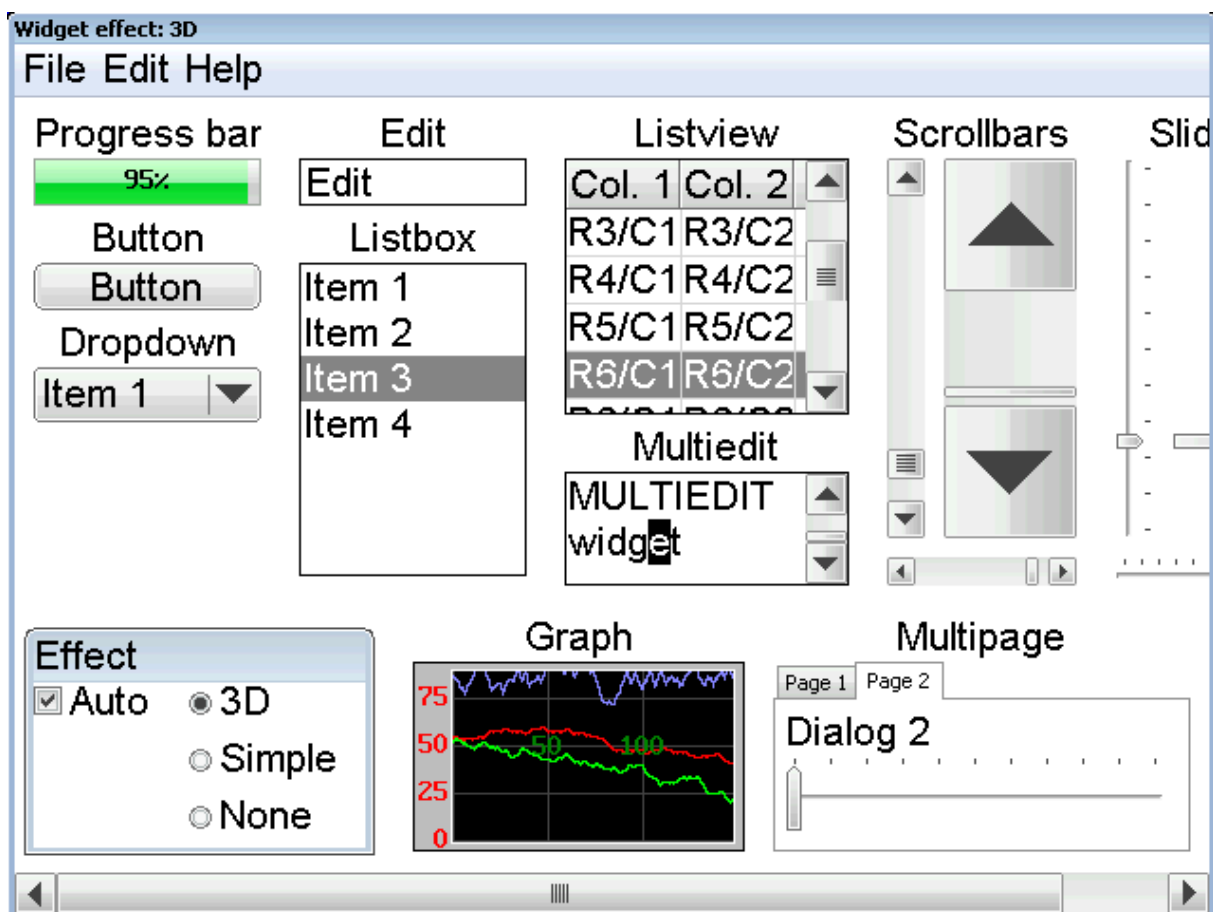 Widget effect: 3D
File Edit Help
Progress bar
95%
Button
Button
Dropdown
Item 1
Edit
Edit
Listbox
Item 1
Item 2
Item 3
Item 4
Listview
Col. 1 Col. 2
R3/C1 R3/C2
R4/C1 R4/C2
R5/C1 R5/C2
R6/C1 R6/C2
Multiedit
MULTIEDIT
widget
Scrollbars
Slid
Effect
Auto
3D
Simple
None
Graph
75
50
25
0
50 100
Multipage
Page 1 Page 2
Dialog 2